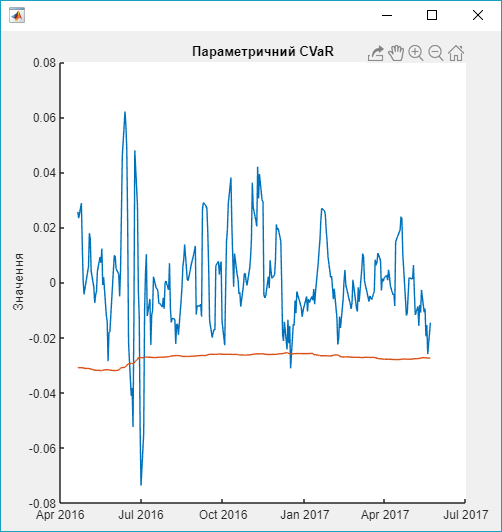 Параметричний CVaR
0.08
0.06
0.04
0.02
0
-0.02
-0.04
-0.06
-0.08
Значення
Apr 2016
Jul 2016
Oct 2016
Jan 2017
Apr 2017
Jul 2017